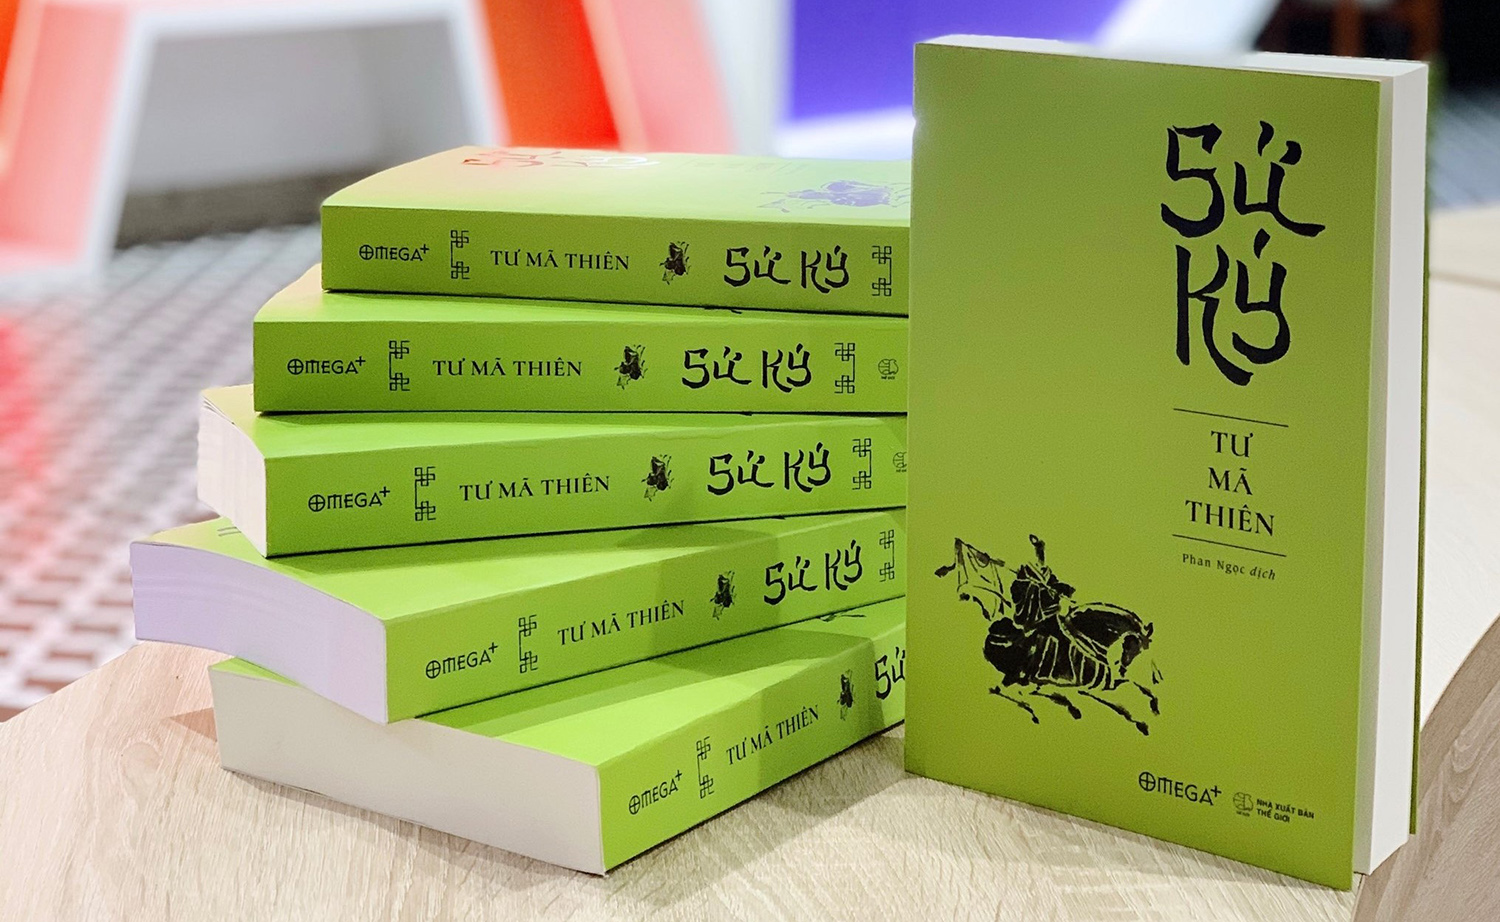 OMEGA+ TƯ MÃ THIÊN SỬ KÝ
OMEGA+ TƯ MÃ THIÊN SỬ KÝ
OMEGA+ TƯ MÃ THIÊN SỬ KÝ
OMEGA+ TƯ MÃ THIÊN SỬ KÝ
OMEGA+ TƯ MÃ THIÊN SỬ
SỬ
KÝ
TƯ
MÃ
THIÊN
Phan Ngọc dịch
OMEGA+
NHÀ XUẤT BẢN
THẾ GIỚI